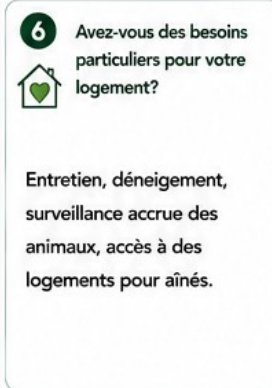 6
Avez-vous des besoins
particuliers pour votre
logement?
Entretien, déneigement,
surveillance accrue des
animaux, accès à des
logements pour aînés.